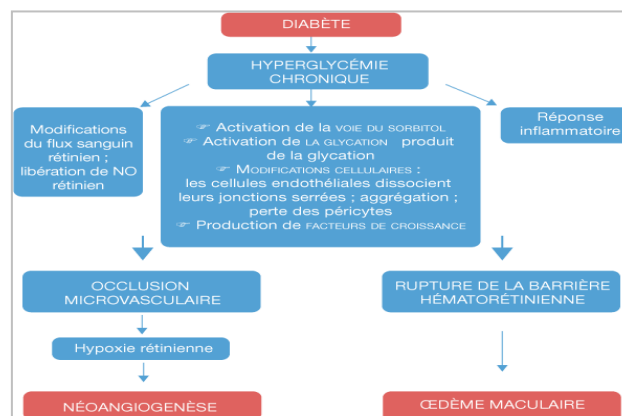 DIABÈTE
HYPERGLYCÉMIE
CHRONIQUE
Modifications
du flux sanguin
rétinien ;
libération de NO
rétinien
☞ Activation de la VOIE DU SORBITOL
☞ Activation de LA GLYCATION produit
de la glycation
☞ MODIFICATIONS CELLULAIRES :
les cellules endothéliales dissocient
leurs jonctions serrées ; aggrégation ;
perte des péricytes
☞ Production de FACTEURS DE CROISSANCE
Réponse
inflammatoire
OCCLUSION
MICROVASCULAIRE
RUPTURE DE LA BARRIÈRE
HÉMATORÉTINIENNE
Hypoxie rétinienne
NÉOANGIOGENÈSE
ŒDÈME MACULAIRE